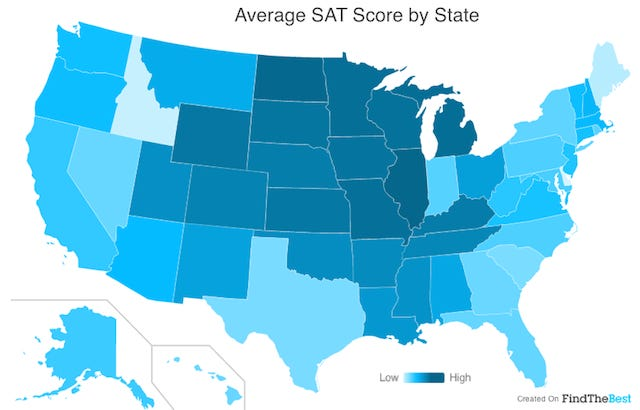 Average SAT Score by State
Low High
Created On FindTheBest